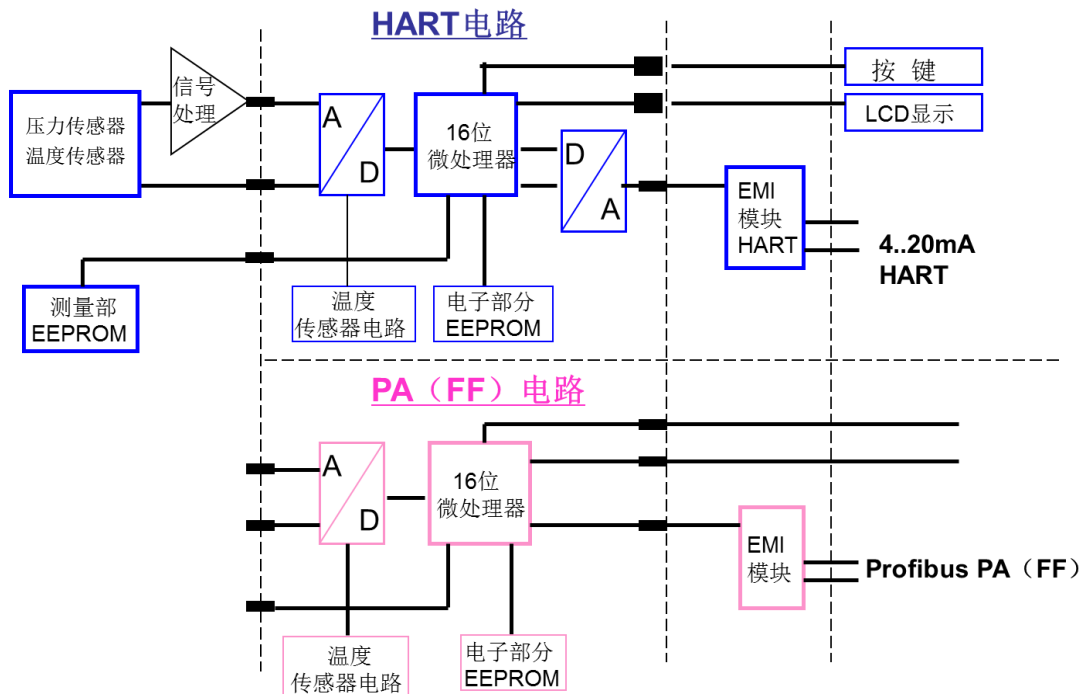 HART电路
信号
处理
按 键
LCD显示
压力传感器
温度传感器
A
D
16位
微处理器
D
A
EMI
模块
HART
4..20mA
HART
测量部
EEPROM
温度
传感器电路
电子部分
EEPROM
PA（FF）电路
A
D
16位
微处理器
EMI
模块
Profibus PA（FF）
温度
传感器电路
电子部分
EEPROM